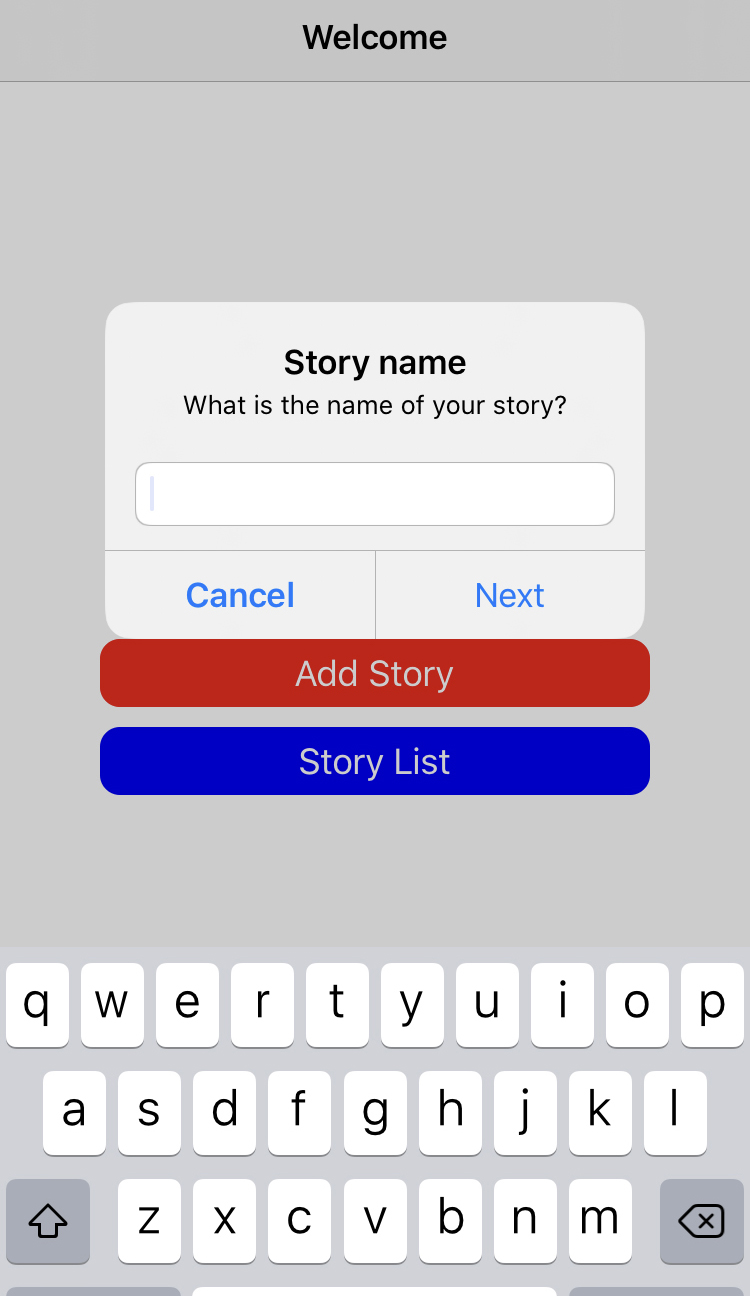 Welcome
Story name
What is the name of your story?
Cancel Next
Add Story
Story List
q w e r t y u i o p
a s d f g h j k l
z x c v b n m